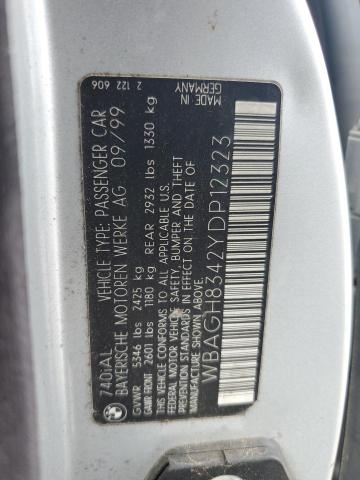 740iAL
VEHICLE TYPE: PASSENGER CAR
BAYERISCHE MOTOREN WERKE AG 09/99
GVWR 5346 lbs 2425 kg
GAWR FRONT 2601 lbs 1180 kg REAR 2932 lbs 1330 kg
THIS VEHICLE CONFORMS TO ALL APPLICABLE
FEDERAL MOTOR VEHICLE SAFETY, BUMPER AND THEFT
PREVENTION STANDARDS IN EFFECT ON THE
DATE OF MANUFACTURE SHOWN ABOVE
WBAGH8342YDP12323
2 122 606
MADE IN
GERMANY